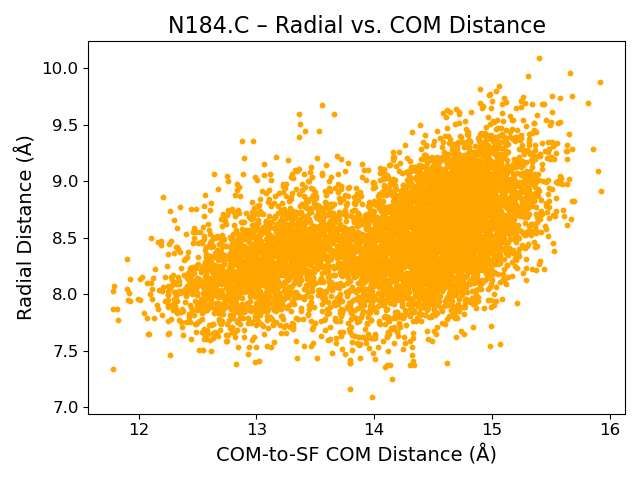 N184.C – Radial vs. COM Distance
Radial Distance (Å)
10.0
9.5
9.0
8.5
8.0
7.5
7.0
12 13 14 15 16
COM-to-SF COM Distance (Å)